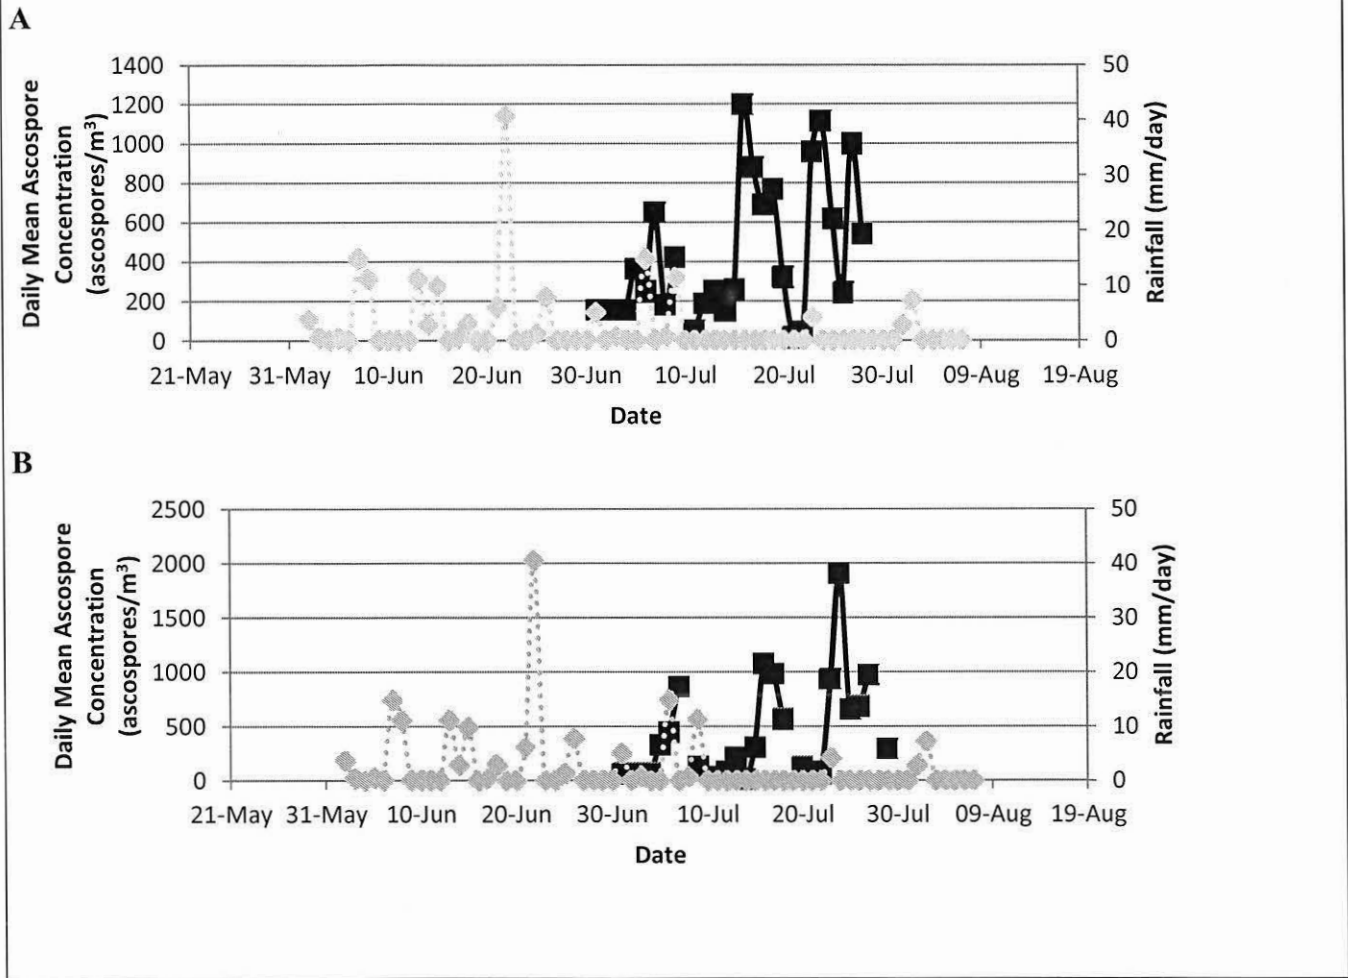 A
Daily Mean Ascospore
Concentration
(ascospores/m³)
1400
1200
1000
800
600
400
200
0
50
40
30
20
10
0
Rainfall (mm/day)
21-May 31-May 10-Jun 20-Jun 30-Jun 10-Jul 20-Jul 30-Jul 09-Aug 19-Aug
Date
B
Daily Mean Ascospore
Concentration
(ascospores/m³)
2500
2000
1500
1000
500
0
50
40
30
20
10
0
Rainfall (mm/day)
21-May 31-May 10-Jun 20-Jun 30-Jun 10-Jul 20-Jul 30-Jul 09-Aug 19-Aug
Date